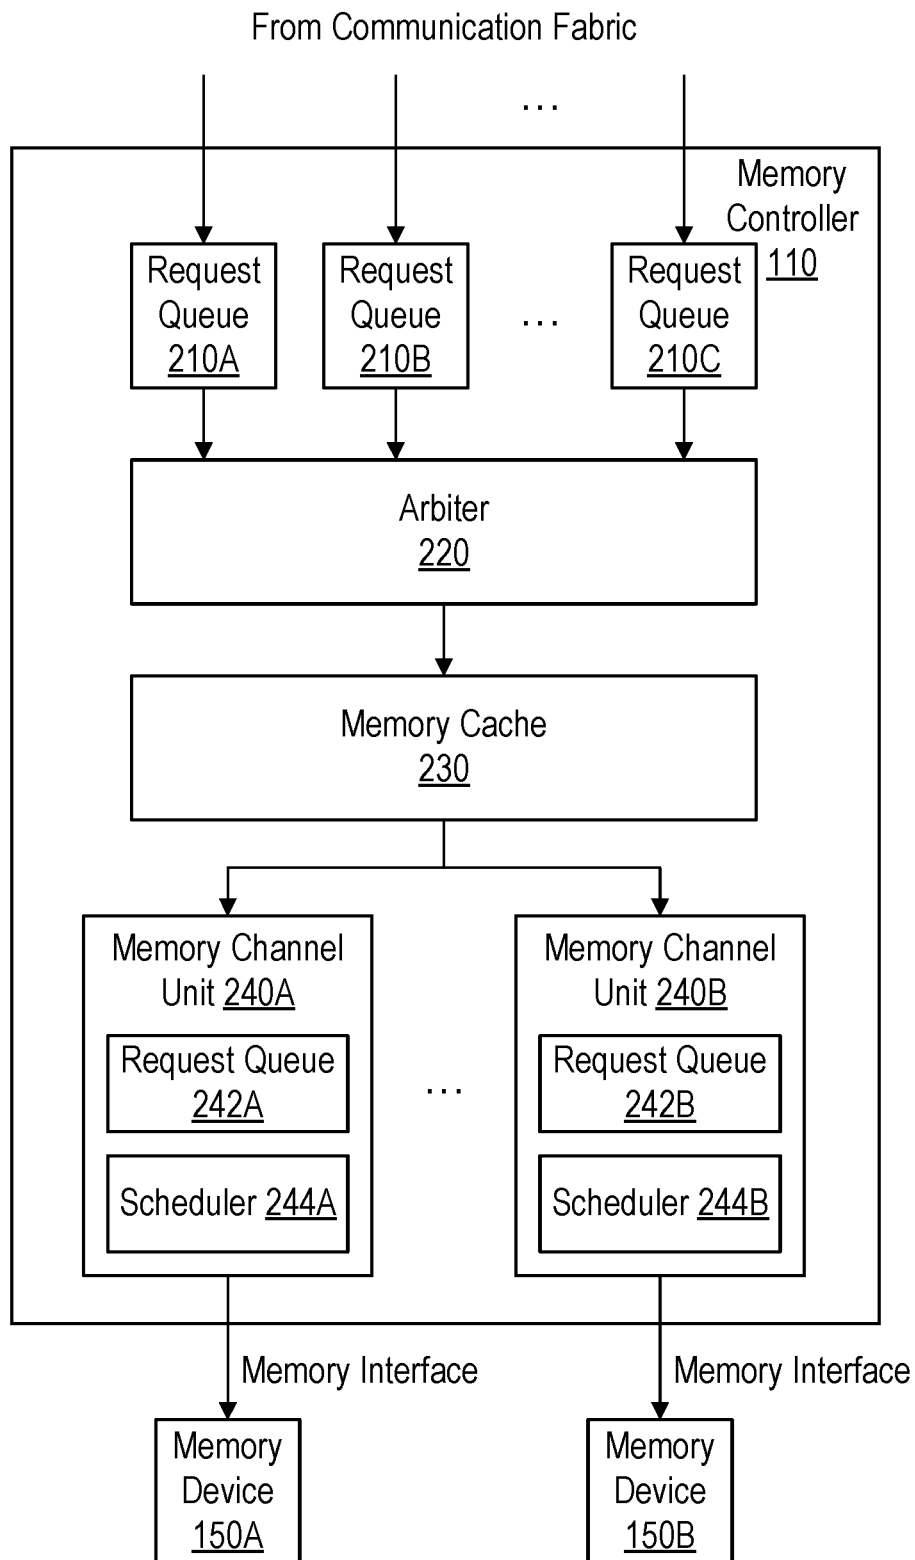 From Communication Fabric
...
Memory
Controller
110
Request
Queue
210A
Request
Queue
210B
...
Request
Queue
210C
Arbiter
220
Memory Cache
230
Memory Channel
Unit 240A
Request Queue
242A
Scheduler 244A
...
Memory Channel
Unit 240B
Request Queue
242B
Scheduler 244B
Memory Interface
Memory Interface
Memory
Device
150A
Memory
Device
150B